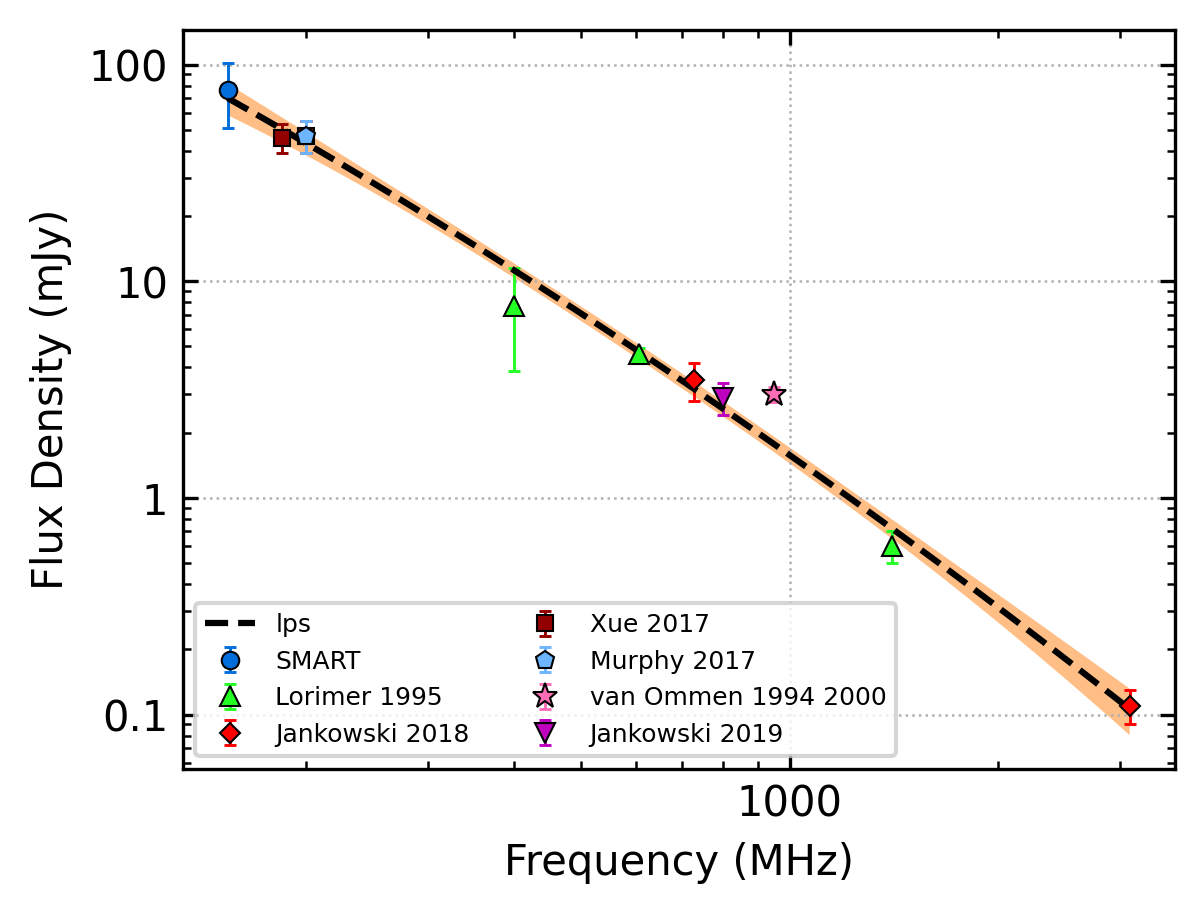 100
10
1
0.1
Flux Density (mJy)
lps
SMART
Lorimer 1995
Jankowski 2018
Xue 2017
Murphy 2017
van Ommen 1994 2000
Jankowski 2019
1000
Frequency (MHz)